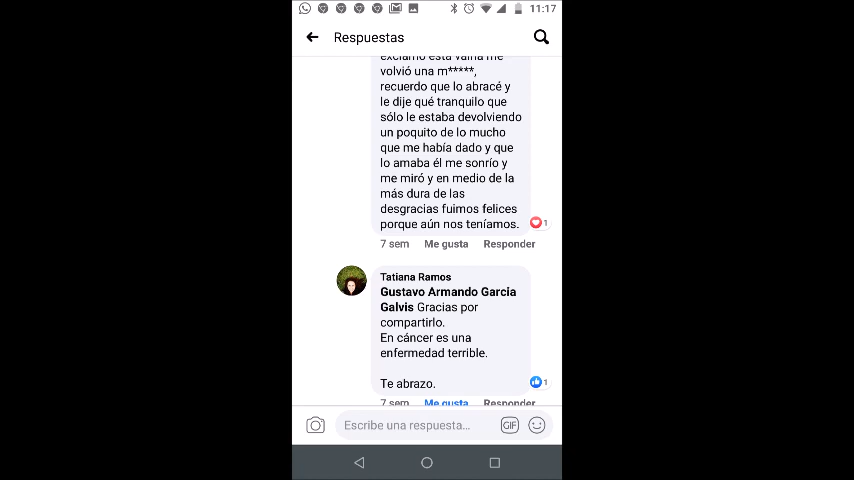 11:17
Respuestas
exclamó esta vaina me
volvió una m*****,
recuerdo que lo abracé y
le dije qué tranquilo que
sólo le estaba devolviendo
un poquito de lo mucho
que me había dado y que
lo amaba él me sonrío y
me miró y en medio de la
más dura de las
desgracias fuimos felices
porque aún nos teníamos.
1
7 sem Me gusta Responder
Tatiana Ramos
Gustavo Armando Garcia
Galvis Gracias por
compartirlo.
En cáncer es una
enfermedad terrible.
Te abrazo.
1
7 sem Me gusta Responder
Escribe una respuesta...
GIF